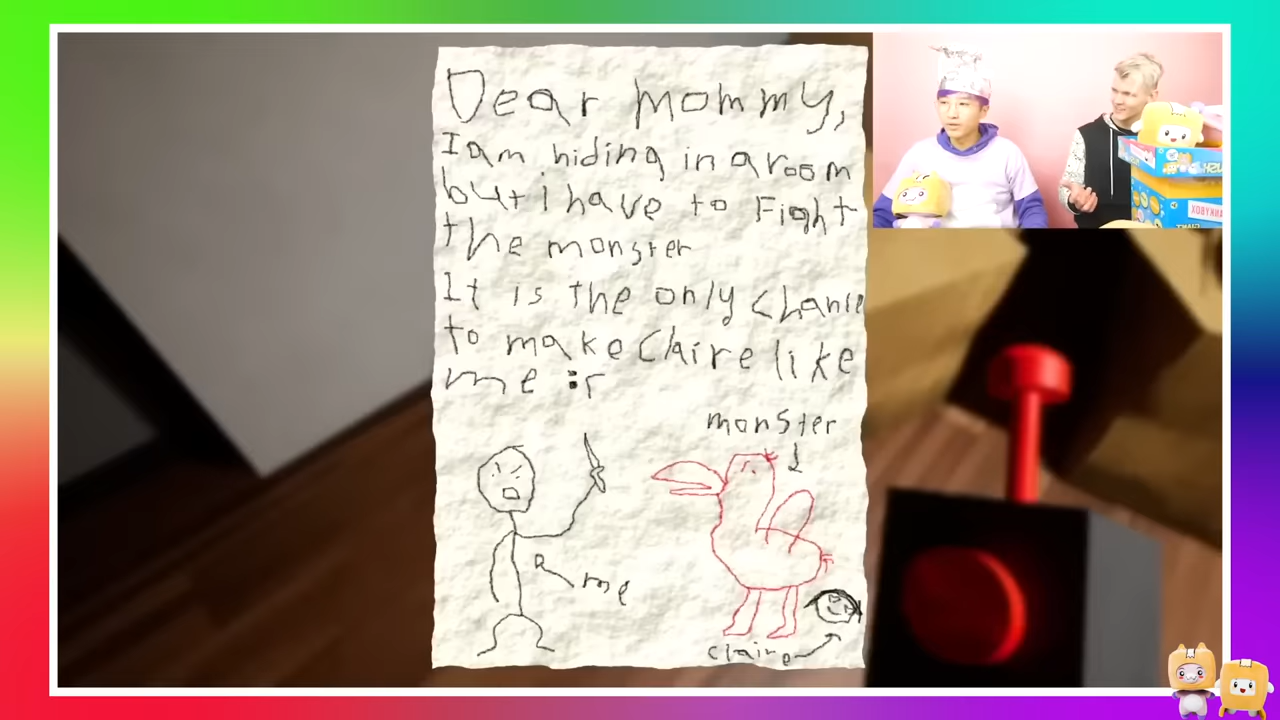 Dear Mommy,
I am hiding in a room
but i have to Fight
the monster
It is the only chance
to make Claire like
me :r
monster
me
claire